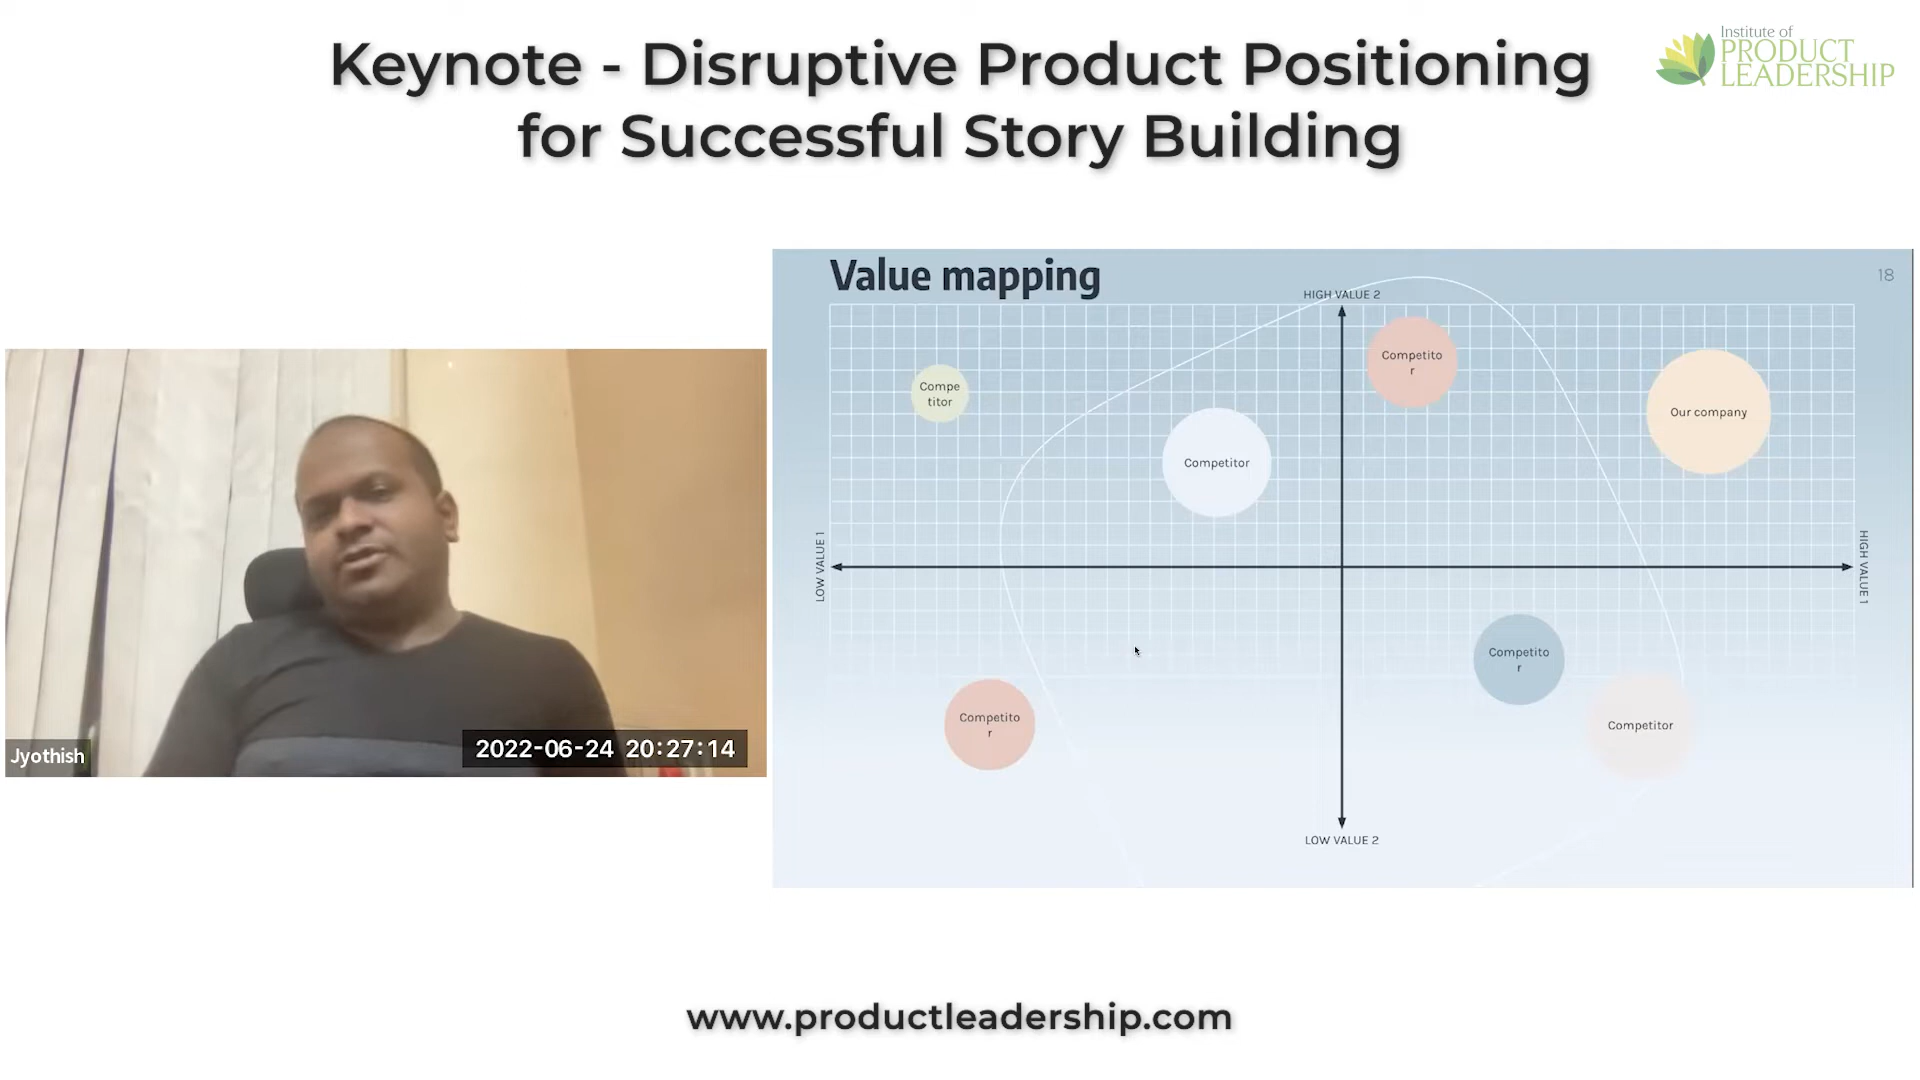 Keynote - Disruptive Product Positioning
for Successful Story Building
Institute of
PRODUCT
LEADERSHIP
Value mapping
18
HIGH VALUE 2
Competito
r
Compe
titor
Our company
Competitor
LOW VALUE 1
HIGH VALUE 1
Competito
r
Competito
r
Competitor
LOW VALUE 2
Jyothish
2022-06-24 20:27:14
www.productleadership.com